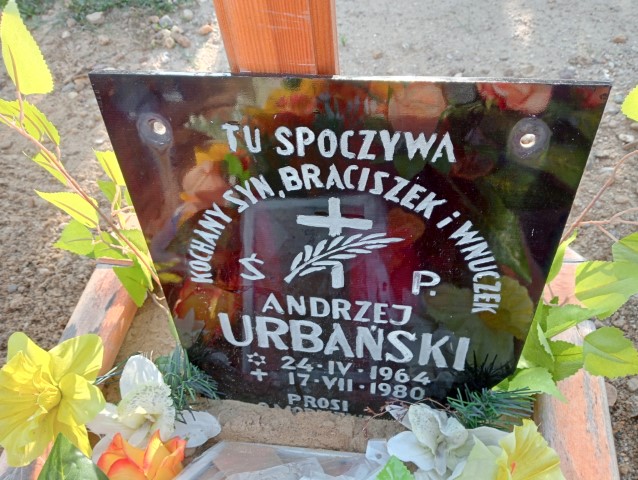 TU SPOCZYWA
KOCHANY SYN, BRACISZEK i WNUCZEK
Ś P.
ANDRZEJ
URBAŃSKI
24-IV-1964
17-VII-1980
PROSI